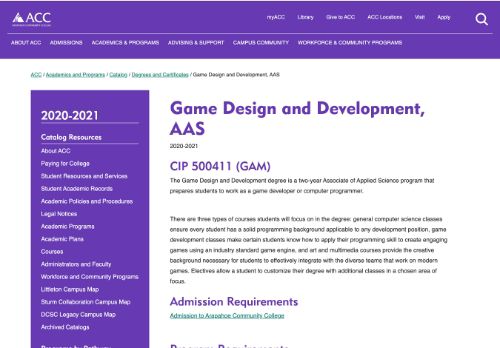 myACC Library Give to ACC ACC Locations Visit Apply
ACC
ABOUT ACC ADMISSIONS ACADEMICS & PROGRAMS ADVISING & SUPPORT CAMPUS COMMUNITY WORKFORCE & COMMUNITY PROGRAMS
ACC / Academics and Programs / Catalog / Degrees and Certificates / Game Design and Development, AAS
2020-2021
Catalog Resources
About ACC
Paying for College
Student Resources and Services
Student Academic Records
Academic Policies and Procedures
Legal Notices
Academic Programs
Academic Plans
Courses
Administrators and Faculty
Workforce and Community Programs
Littleton Campus Map
Sturm Collaboration Campus Map
DCSC Legacy Campus Map
Archived Catalogs
Game Design and Development,
AAS
2020-2021
CIP 500411 (GAM)
The Game Design and Development degree is a two-year Associate of Applied Science program that
prepares students to work as a game developer or computer programmer.
There are three types of courses students will focus on in the degree: general computer science classes
ensure every student has a solid programming background applicable to any development position, game
development classes make certain students know how to apply their programming skill to create engaging
games using an industry standard game engine, and art and multimedia courses provide the creative
background necessary for students to effectively integrate with the diverse teams that work on modern
games. Electives allow a student to customize their degree with additional classes in a chosen area of
focus.
Admission Requirements
Admission to Arapahoe Community College